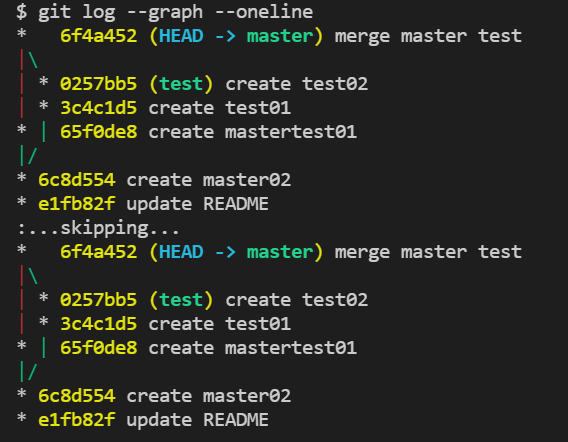 $ git log --graph --oneline
*   6f4a452 (HEAD -> master) merge master test
|\
| * 0257bb5 (test) create test02
| * 3c4c1d5 create test01
* | 65f0de8 create mastertest01
|/
* 6c8d554 create master02
* e1fb82f update README
:...skipping...
*   6f4a452 (HEAD -> master) merge master test
|\
| * 0257bb5 (test) create test02
| * 3c4c1d5 create test01
* | 65f0de8 create mastertest01
|/
* 6c8d554 create master02
* e1fb82f update README